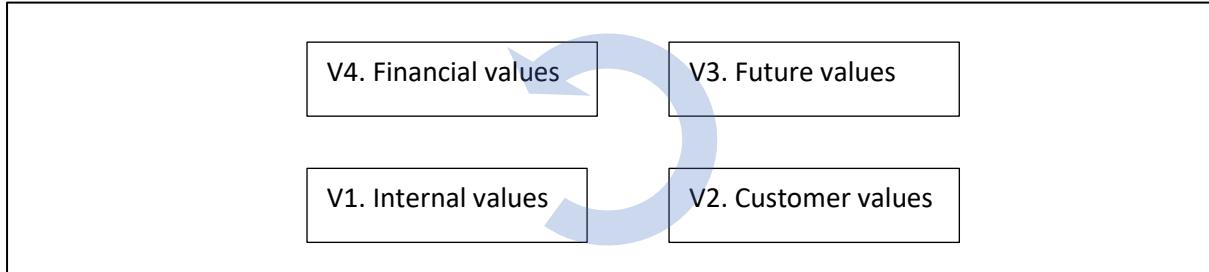 V4. Financial values
V3. Future values
V1. Internal values
V2. Customer values